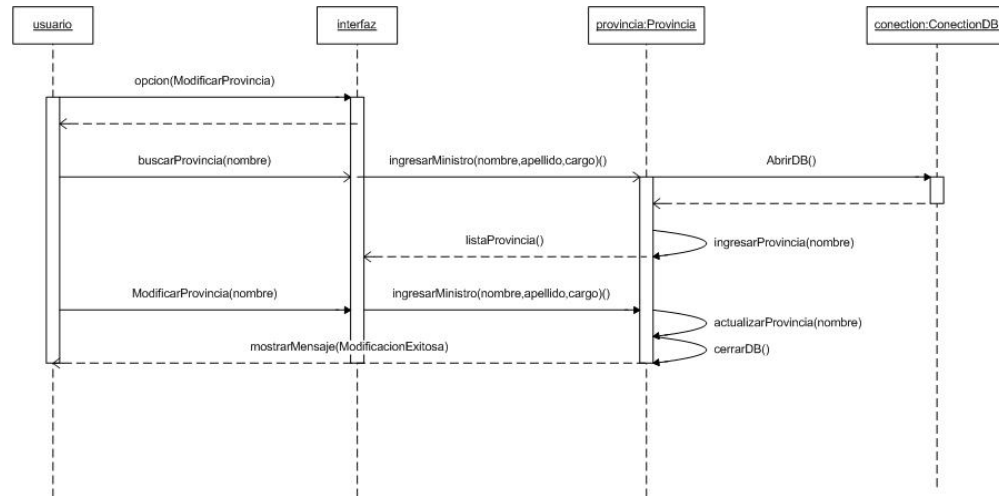 usuario
interfaz
provincia:Provincia
conection:ConectionDB
opcion(ModificarProvincia)
buscarProvincia(nombre)
ingresarMinistro(nombre,apellido,cargo)()
AbrirDB()
listaProvincia()
ingresarProvincia(nombre)
ModificarProvincia(nombre)
ingresarMinistro(nombre,apellido,cargo)()
actualizarProvincia(nombre)
mostrarMensaje(ModificacionExitosa)
cerrarDB()